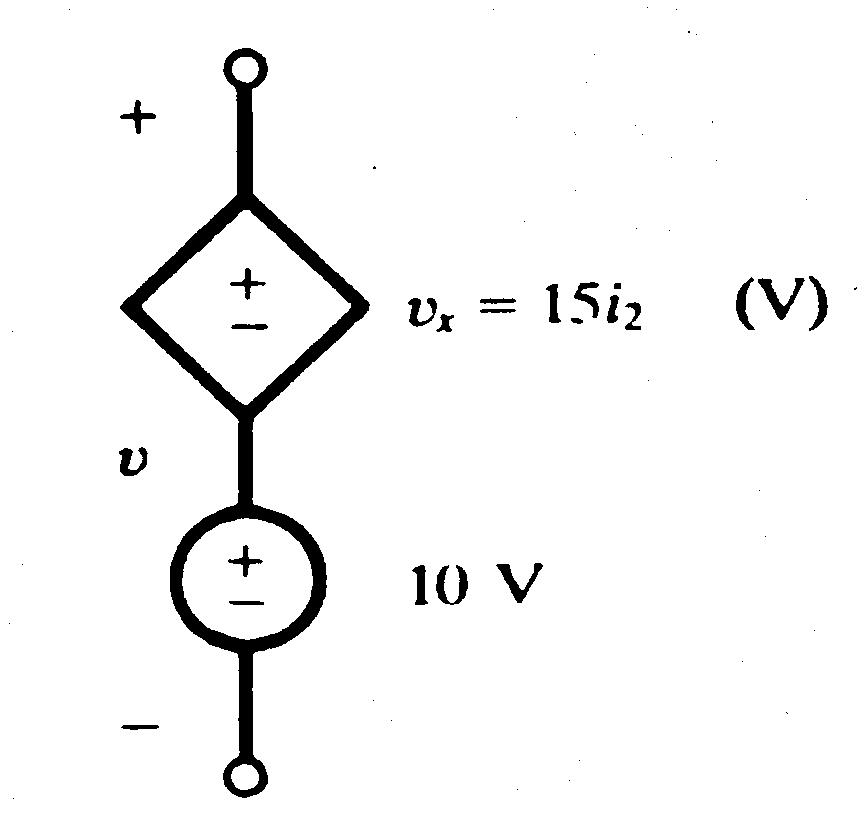 +
+
−
v_x = 15i_2 (V)
v
+
−
10 V
−